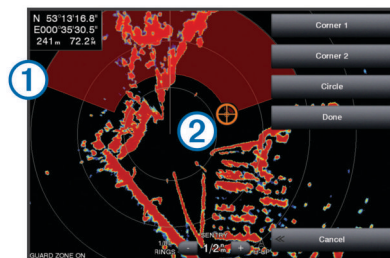 N 53°13'16.8"
E000°35'30.5"
241m 72.2°M
Corner 1
Corner 2
Circle
Done
1
2
SENTRY
RINGS
- 1/2 +
<< Cancel
GUARD ZONE ON